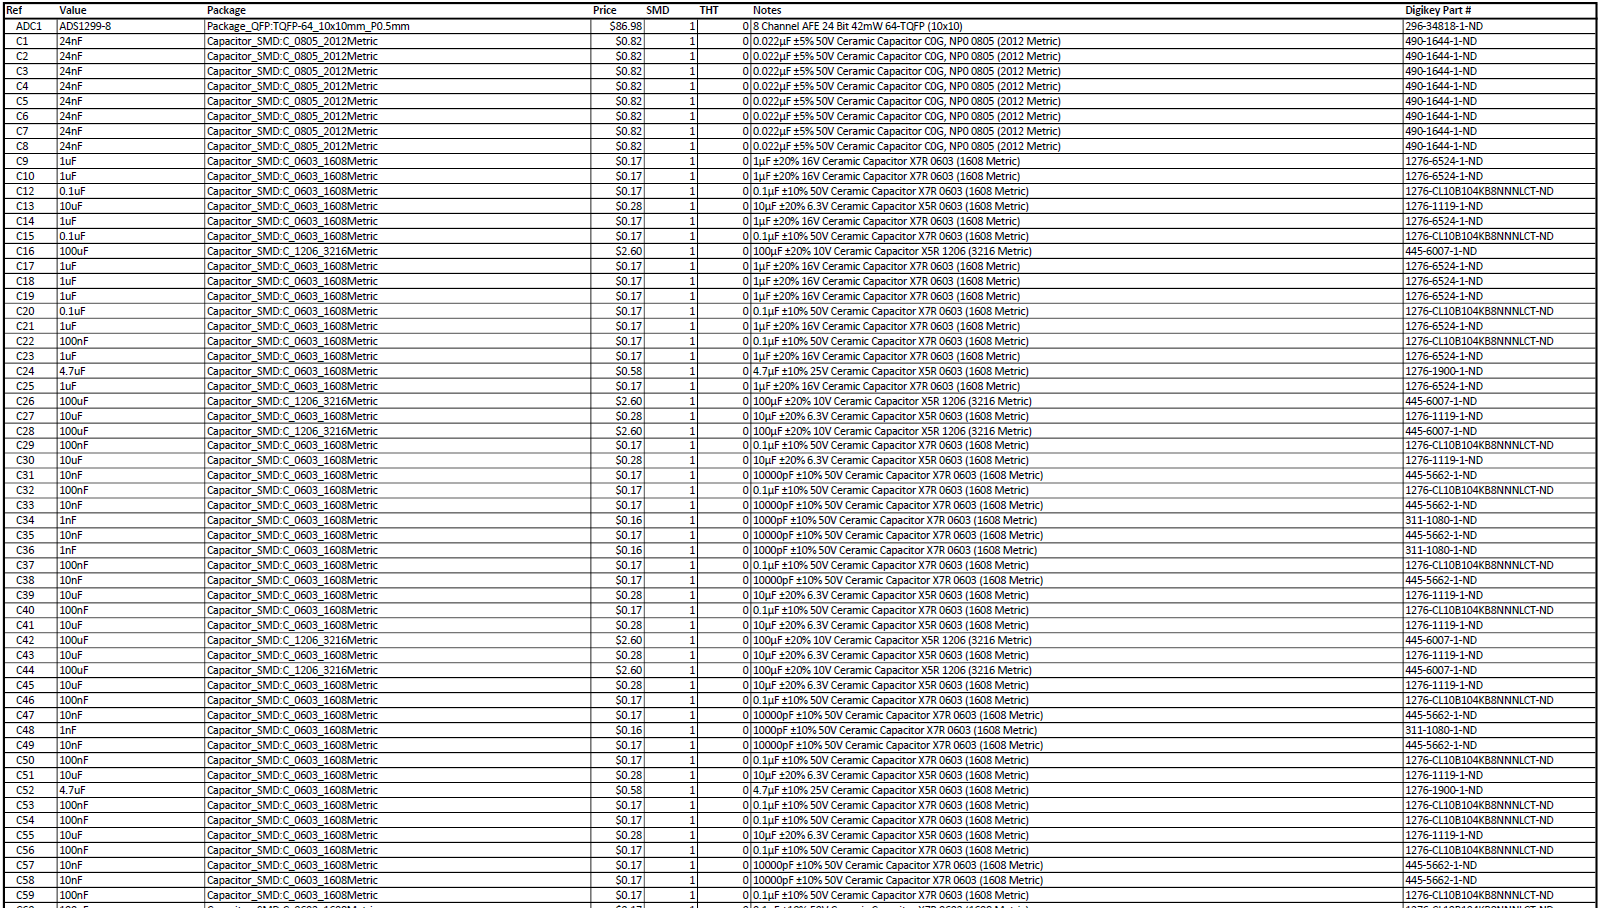 Ref Value Package Price SMD THT Notes Digikey Part #
ADC1 ADS1299-8 Package_QFP:TQFP-64_10x10mm_P0.5mm $86.98 1 0 8 Channel AFE 24 Bit 42mW 64-TQFP (10x10) 296-34818-1-ND
C1 24nF Capacitor_SMD:C_0805_2012Metric $0.82 1 0 0.022µF ±5% 50V Ceramic Capacitor C0G, NP0 0805 (2012 Metric) 490-1644-1-ND
C2 24nF Capacitor_SMD:C_0805_2012Metric $0.82 1 0 0.022µF ±5% 50V Ceramic Capacitor C0G, NP0 0805 (2012 Metric) 490-1644-1-ND
C3 24nF Capacitor_SMD:C_0805_2012Metric $0.82 1 0 0.022µF ±5% 50V Ceramic Capacitor C0G, NP0 0805 (2012 Metric) 490-1644-1-ND
C4 24nF Capacitor_SMD:C_0805_2012Metric $0.82 1 0 0.022µF ±5% 50V Ceramic Capacitor C0G, NP0 0805 (2012 Metric) 490-1644-1-ND
C5 24nF Capacitor_SMD:C_0805_2012Metric $0.82 1 0 0.022µF ±5% 50V Ceramic Capacitor C0G, NP0 0805 (2012 Metric) 490-1644-1-ND
C6 24nF Capacitor_SMD:C_0805_2012Metric $0.82 1 0 0.022µF ±5% 50V Ceramic Capacitor C0G, NP0 0805 (2012 Metric) 490-1644-1-ND
C7 24nF Capacitor_SMD:C_0805_2012Metric $0.82 1 0 0.022µF ±5% 50V Ceramic Capacitor C0G, NP0 0805 (2012 Metric) 490-1644-1-ND
C8 24nF Capacitor_SMD:C_0805_2012Metric $0.82 1 0 0.022µF ±5% 50V Ceramic Capacitor C0G, NP0 0805 (2012 Metric) 490-1644-1-ND
C9 1uF Capacitor_SMD:C_0603_1608Metric $0.17 1 0 1µF ±20% 16V Ceramic Capacitor X7R 0603 (1608 Metric) 1276-6524-1-ND
C10 1uF Capacitor_SMD:C_0603_1608Metric $0.17 1 0 1µF ±20% 16V Ceramic Capacitor X7R 0603 (1608 Metric) 1276-6524-1-ND
C12 0.1uF Capacitor_SMD:C_0603_1608Metric $0.17 1 0 0.1µF ±10% 50V Ceramic Capacitor X7R 0603 (1608 Metric) 1276-CL10B104KB8NNNLCT-ND
C13 10uF Capacitor_SMD:C_0603_1608Metric $0.28 1 0 10µF ±20% 6.3V Ceramic Capacitor X5R 0603 (1608 Metric) 1276-1119-1-ND
C14 1uF Capacitor_SMD:C_0603_1608Metric $0.17 1 0 1µF ±20% 16V Ceramic Capacitor X7R 0603 (1608 Metric) 1276-6524-1-ND
C15 0.1uF Capacitor_SMD:C_0603_1608Metric $0.17 1 0 0.1µF ±10% 50V Ceramic Capacitor X7R 0603 (1608 Metric) 1276-CL10B104KB8NNNLCT-ND
C16 100uF Capacitor_SMD:C_1206_3216Metric $2.60 1 0 100µF ±20% 10V Ceramic Capacitor X5R 1206 (3216 Metric) 445-6007-1-ND
C17 1uF Capacitor_SMD:C_0603_1608Metric $0.17 1 0 1µF ±20% 16V Ceramic Capacitor X7R 0603 (1608 Metric) 1276-6524-1-ND
C18 1uF Capacitor_SMD:C_0603_1608Metric $0.17 1 0 1µF ±20% 16V Ceramic Capacitor X7R 0603 (1608 Metric) 1276-6524-1-ND
C19 1uF Capacitor_SMD:C_0603_1608Metric $0.17 1 0 1µF ±20% 16V Ceramic Capacitor X7R 0603 (1608 Metric) 1276-6524-1-ND
C20 0.1uF Capacitor_SMD:C_0603_1608Metric $0.17 1 0 0.1µF ±10% 50V Ceramic Capacitor X7R 0603 (1608 Metric) 1276-CL10B104KB8NNNLCT-ND
C21 1uF Capacitor_SMD:C_0603_1608Metric $0.17 1 0 1µF ±20% 16V Ceramic Capacitor X7R 0603 (1608 Metric) 1276-6524-1-ND
C22 100nF Capacitor_SMD:C_0603_1608Metric $0.17 1 0 0.1µF ±10% 50V Ceramic Capacitor X7R 0603 (1608 Metric) 1276-CL10B104KB8NNNLCT-ND
C23 1uF Capacitor_SMD:C_0603_1608Metric $0.17 1 0 1µF ±20% 16V Ceramic Capacitor X7R 0603 (1608 Metric) 1276-6524-1-ND
C24 4.7uF Capacitor_SMD:C_0603_1608Metric $0.58 1 0 4.7µF ±10% 25V Ceramic Capacitor X5R 0603 (1608 Metric) 1276-1900-1-ND
C25 1uF Capacitor_SMD:C_0603_1608Metric $0.17 1 0 1µF ±20% 16V Ceramic Capacitor X7R 0603 (1608 Metric) 1276-6524-1-ND
C26 100uF Capacitor_SMD:C_1206_3216Metric $2.60 1 0 100µF ±20% 10V Ceramic Capacitor X5R 1206 (3216 Metric) 445-6007-1-ND
C27 10uF Capacitor_SMD:C_0603_1608Metric $0.28 1 0 10µF ±20% 6.3V Ceramic Capacitor X5R 0603 (1608 Metric) 1276-1119-1-ND
C28 100uF Capacitor_SMD:C_1206_3216Metric $2.60 1 0 100µF ±20% 10V Ceramic Capacitor X5R 1206 (3216 Metric) 445-6007-1-ND
C29 100nF Capacitor_SMD:C_0603_1608Metric $0.17 1 0 0.1µF ±10% 50V Ceramic Capacitor X7R 0603 (1608 Metric) 1276-CL10B104KB8NNNLCT-ND
C30 10uF Capacitor_SMD:C_0603_1608Metric $0.28 1 0 10µF ±20% 6.3V Ceramic Capacitor X5R 0603 (1608 Metric) 1276-1119-1-ND
C31 10nF Capacitor_SMD:C_0603_1608Metric $0.17 1 0 10000pF ±10% 50V Ceramic Capacitor X7R 0603 (1608 Metric) 445-5662-1-ND
C32 100nF Capacitor_SMD:C_0603_1608Metric $0.17 1 0 0.1µF ±10% 50V Ceramic Capacitor X7R 0603 (1608 Metric) 1276-CL10B104KB8NNNLCT-ND
C33 10nF Capacitor_SMD:C_0603_1608Metric $0.17 1 0 10000pF ±10% 50V Ceramic Capacitor X7R 0603 (1608 Metric) 445-5662-1-ND
C34 1nF Capacitor_SMD:C_0603_1608Metric $0.16 1 0 1000pF ±10% 50V Ceramic Capacitor X7R 0603 (1608 Metric) 311-1080-1-ND
C35 10nF Capacitor_SMD:C_0603_1608Metric $0.17 1 0 10000pF ±10% 50V Ceramic Capacitor X7R 0603 (1608 Metric) 445-5662-1-ND
C36 1nF Capacitor_SMD:C_0603_1608Metric $0.16 1 0 1000pF ±10% 50V Ceramic Capacitor X7R 0603 (1608 Metric) 311-1080-1-ND
C37 100nF Capacitor_SMD:C_0603_1608Metric $0.17 1 0 0.1µF ±10% 50V Ceramic Capacitor X7R 0603 (1608 Metric) 1276-CL10B104KB8NNNLCT-ND
C38 10nF Capacitor_SMD:C_0603_1608Metric $0.17 1 0 10000pF ±10% 50V Ceramic Capacitor X7R 0603 (1608 Metric) 445-5662-1-ND
C39 10uF Capacitor_SMD:C_0603_1608Metric $0.28 1 0 10µF ±20% 6.3V Ceramic Capacitor X5R 0603 (1608 Metric) 1276-1119-1-ND
C40 100nF Capacitor_SMD:C_0603_1608Metric $0.17 1 0 0.1µF ±10% 50V Ceramic Capacitor X7R 0603 (1608 Metric) 1276-CL10B104KB8NNNLCT-ND
C41 10uF Capacitor_SMD:C_0603_1608Metric $0.28 1 0 10µF ±20% 6.3V Ceramic Capacitor X5R 0603 (1608 Metric) 1276-1119-1-ND
C42 100uF Capacitor_SMD:C_1206_3216Metric $2.60 1 0 100µF ±20% 10V Ceramic Capacitor X5R 1206 (3216 Metric) 445-6007-1-ND
C43 10uF Capacitor_SMD:C_0603_1608Metric $0.28 1 0 10µF ±20% 6.3V Ceramic Capacitor X5R 0603 (1608 Metric) 1276-1119-1-ND
C44 100uF Capacitor_SMD:C_1206_3216Metric $2.60 1 0 100µF ±20% 10V Ceramic Capacitor X5R 1206 (3216 Metric) 445-6007-1-ND
C45 10uF Capacitor_SMD:C_0603_1608Metric $0.28 1 0 10µF ±20% 6.3V Ceramic Capacitor X5R 0603 (1608 Metric) 1276-1119-1-ND
C46 100nF Capacitor_SMD:C_0603_1608Metric $0.17 1 0 0.1µF ±10% 50V Ceramic Capacitor X7R 0603 (1608 Metric) 1276-CL10B104KB8NNNLCT-ND
C47 10nF Capacitor_SMD:C_0603_1608Metric $0.17 1 0 10000pF ±10% 50V Ceramic Capacitor X7R 0603 (1608 Metric) 445-5662-1-ND
C48 1nF Capacitor_SMD:C_0603_1608Metric $0.16 1 0 1000pF ±10% 50V Ceramic Capacitor X7R 0603 (1608 Metric) 311-1080-1-ND
C49 10nF Capacitor_SMD:C_0603_1608Metric $0.17 1 0 10000pF ±10% 50V Ceramic Capacitor X7R 0603 (1608 Metric) 445-5662-1-ND
C50 100nF Capacitor_SMD:C_0603_1608Metric $0.17 1 0 0.1µF ±10% 50V Ceramic Capacitor X7R 0603 (1608 Metric) 1276-CL10B104KB8NNNLCT-ND
C51 10uF Capacitor_SMD:C_0603_1608Metric $0.28 1 0 10µF ±20% 6.3V Ceramic Capacitor X5R 0603 (1608 Metric) 1276-1119-1-ND
C52 4.7uF Capacitor_SMD:C_0603_1608Metric $0.58 1 0 4.7µF ±10% 25V Ceramic Capacitor X5R 0603 (1608 Metric) 1276-1900-1-ND
C53 100nF Capacitor_SMD:C_0603_1608Metric $0.17 1 0 0.1µF ±10% 50V Ceramic Capacitor X7R 0603 (1608 Metric) 1276-CL10B104KB8NNNLCT-ND
C54 100nF Capacitor_SMD:C_0603_1608Metric $0.17 1 0 0.1µF ±10% 50V Ceramic Capacitor X7R 0603 (1608 Metric) 1276-CL10B104KB8NNNLCT-ND
C55 10uF Capacitor_SMD:C_0603_1608Metric $0.28 1 0 10µF ±20% 6.3V Ceramic Capacitor X5R 0603 (1608 Metric) 1276-1119-1-ND
C56 100nF Capacitor_SMD:C_0603_1608Metric $0.17 1 0 0.1µF ±10% 50V Ceramic Capacitor X7R 0603 (1608 Metric) 1276-CL10B104KB8NNNLCT-ND
C57 10nF Capacitor_SMD:C_0603_1608Metric $0.17 1 0 10000pF ±10% 50V Ceramic Capacitor X7R 0603 (1608 Metric) 445-5662-1-ND
C58 10nF Capacitor_SMD:C_0603_1608Metric $0.17 1 0 10000pF ±10% 50V Ceramic Capacitor X7R 0603 (1608 Metric) 445-5662-1-ND
C59 100nF Capacitor_SMD:C_0603_1608Metric $0.17 1 0 0.1µF ±10% 50V Ceramic Capacitor X7R 0603 (1608 Metric) 1276-CL10B104KB8NNNLCT-ND